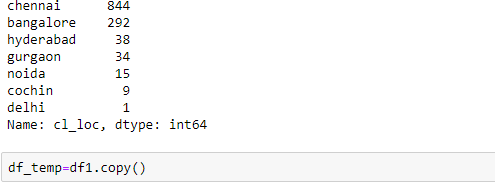 chennai      844
bangalore    292
hyderabad     38
gurgaon       34
noida         15
cochin         9
delhi          1
Name: cl_loc, dtype: int64
df_temp=df1.copy()